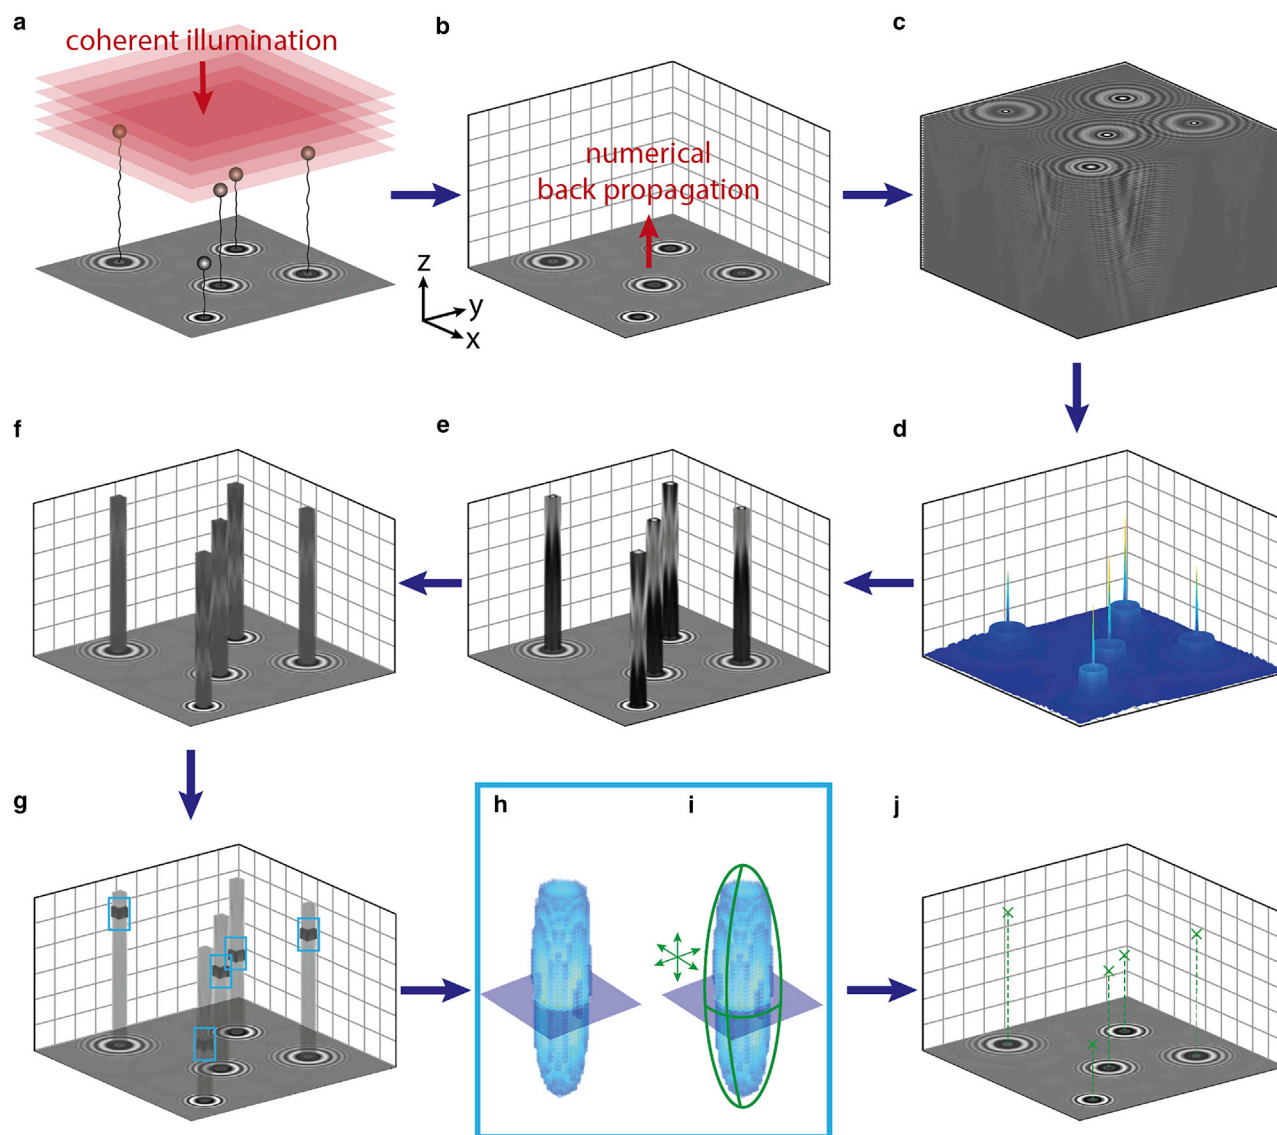 a
coherent illumination
b
numerical
back propagation
c
z
y
x
f
e
d
g
h
i
j